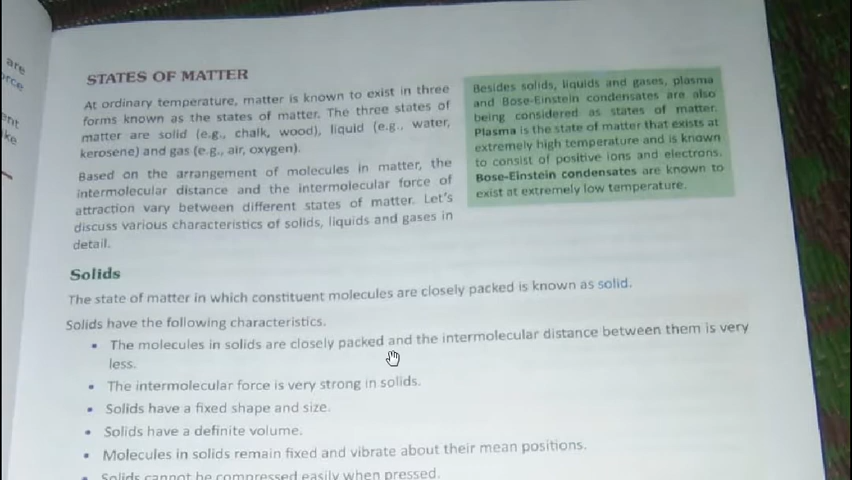 are
orce
ent
ke
STATES OF MATTER
At ordinary temperature, matter is known to exist in three
forms known as the states of matter. The three states of
matter are solid (e.g., chalk, wood), liquid (e.g., water,
kerosene) and gas (e.g., air, oxygen).
Based on the arrangement of molecules in matter, the
intermolecular distance and the intermolecular force of
attraction vary between different states of matter. Let's
discuss various characteristics of solids, liquids and gases in
detail.
Besides solids, liquids and gases, plasma
and Bose-Einstein condensates are also
being considered as states of matter.
Plasma is the state of matter that exists at
extremely high temperature and is known
to consist of positive ions and electrons.
Bose-Einstein condensates are known to
exist at extremely low temperature.
Solids
The state of matter in which constituent molecules are closely packed is known as solid.
Solids have the following characteristics.
• The molecules in solids are closely packed and the intermolecular distance between them is very
less.
• The intermolecular force is very strong in solids.
• Solids have a fixed shape and size.
• Solids have a definite volume.
• Molecules in solids remain fixed and vibrate about their mean positions.
• Solids cannot be compressed easily when pressed.